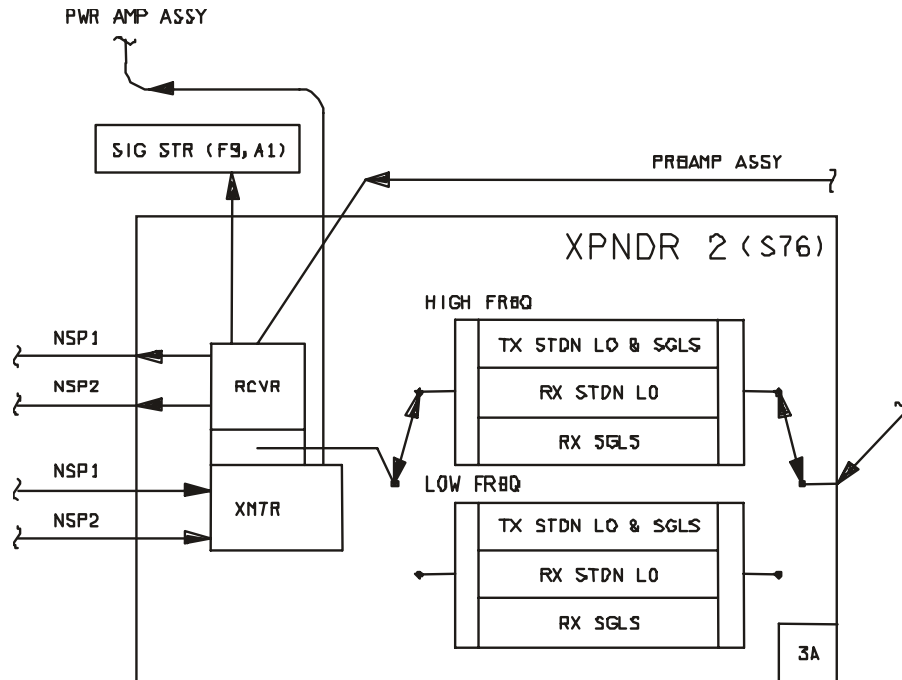 PWR AMP ASSY
SIG STR (F9, A1)
PREAMP ASSY
XPNDR 2 (S76)
HIGH FREQ
TX STDN LO & SGLS
RX STDN LO
RX SGLS
NSP1
NSP2
RCVR
NSP1
NSP2
XMTR
LOW FREQ
TX STDN LO & SGLS
RX STDN LO
RX SGLS
3A